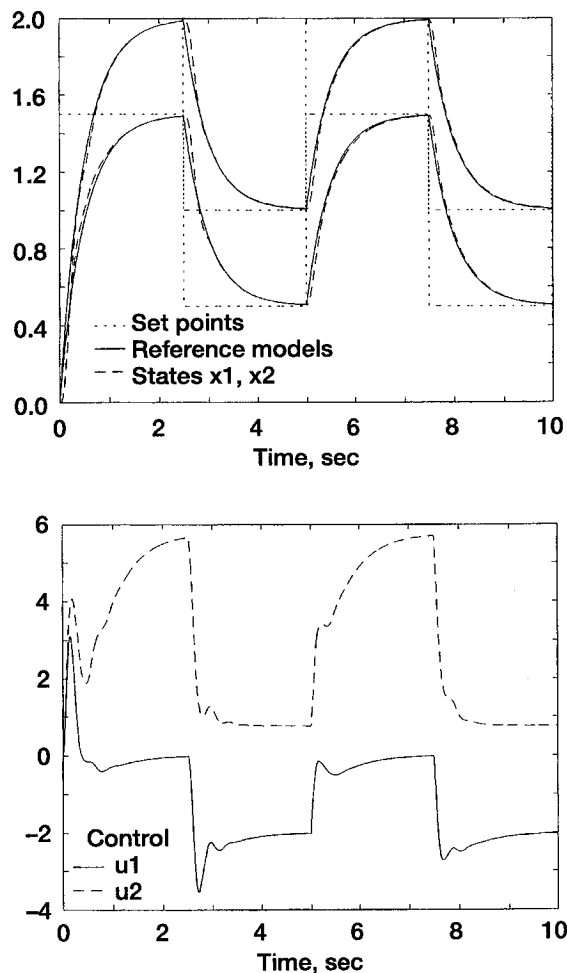 2.0
1.6
1.2
0.8
0.4
0.0
Set points
Reference models
States x1, x2
0 2 4 6 8 10
Time, sec
6
4
2
0
−2
−4
Control
u1
u2
0 2 4 6 8 10
Time, sec